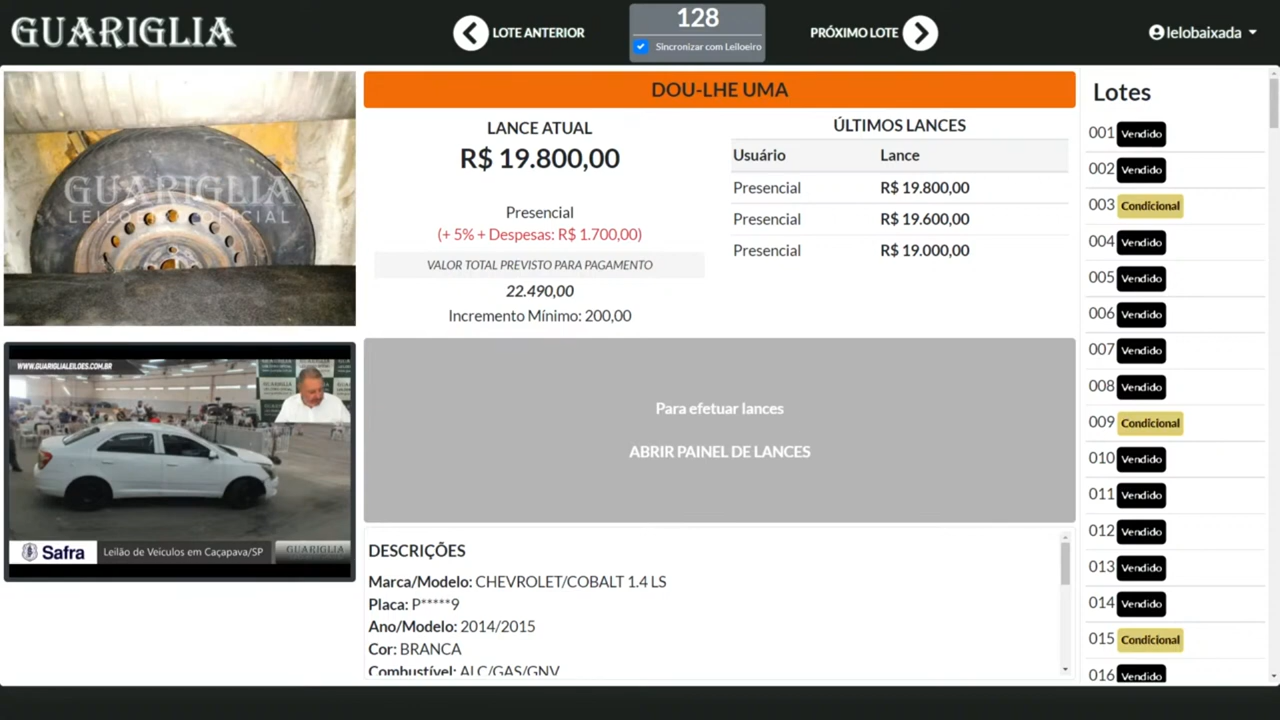 GUARIGLIA
LOTE ANTERIOR
128
Sincronizar com Leiloeiro
PRÓXIMO LOTE
lelobaixada
GUARIGLIA
LEILOEIRO OFICIAL
DOU-LHE UMA
LANCE ATUAL
R$ 19.800,00
Presencial
(+ 5% + Despesas: R$ 1.700,00)
VALOR TOTAL PREVISTO PARA PAGAMENTO
22.490,00
Incremento Mínimo: 200,00
ÚLTIMOS LANCES
Usuário Lance
Presencial R$ 19.800,00
Presencial R$ 19.600,00
Presencial R$ 19.000,00
WWW.GUARIGLIALEILOES.COM.BR
Safra
Leilão de Veiculos em Caçapava/SP
GUARIGLIA
Para efetuar lances
ABRIR PAINEL DE LANCES
DESCRIÇÕES
Marca/Modelo: CHEVROLET/COBALT 1.4 LS
Placa: P*****9
Ano/Modelo: 2014/2015
Cor: BRANCA
Combustível: ALC/GAS/GNV
Lotes
001 Vendido
002 Vendido
003 Condicional
004 Vendido
005 Vendido
006 Vendido
007 Vendido
008 Vendido
009 Condicional
010 Vendido
011 Vendido
012 Vendido
013 Vendido
014 Vendido
015 Condicional
016 Vendido